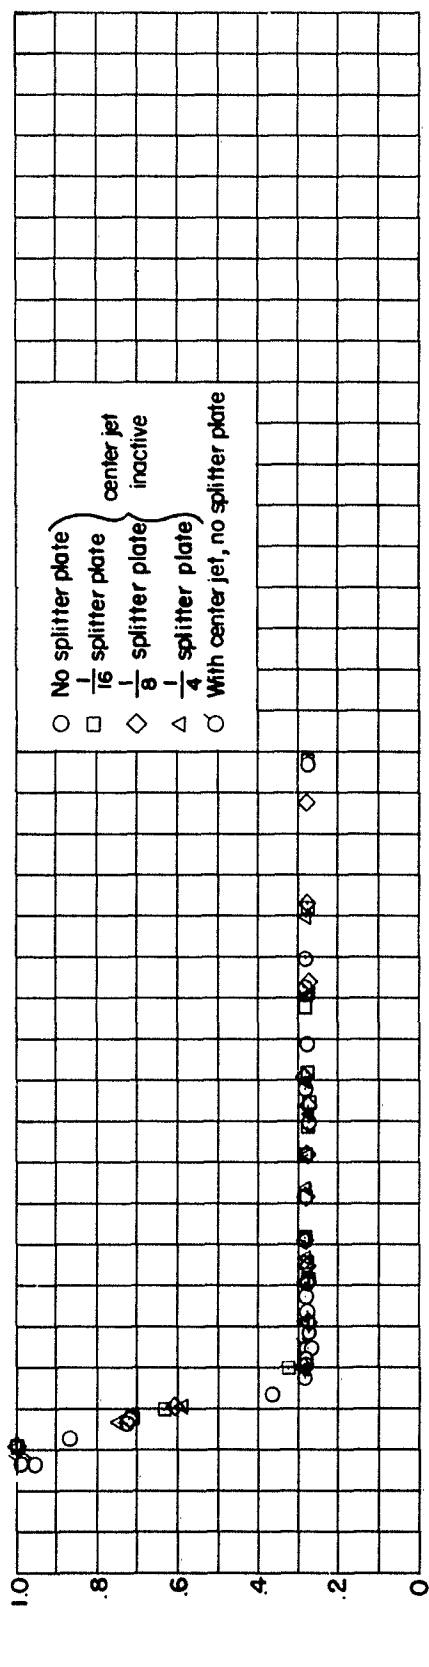 No splitter plate
1/16 splitter plate
1/8 splitter plate
1/4 splitter plate
center jet
inactive
With center jet, no splitter plate
1.0
.8
.6
.4
.2
0